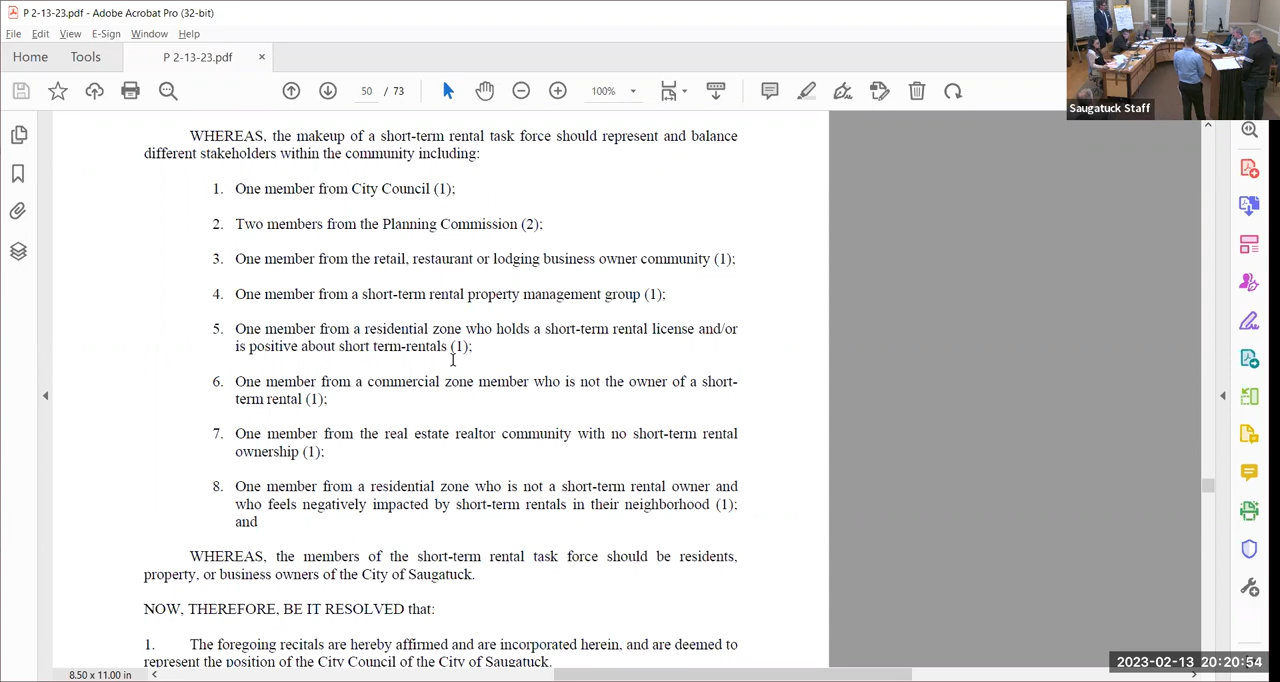 P 2-13-23.pdf - Adobe Acrobat Pro (32-bit)
File Edit View E-Sign Window Help
Home Tools P 2-13-23.pdf ×
50 / 73 100%
Saugatuck Staff
WHEREAS, the makeup of a short-term rental task force should represent and balance
different stakeholders within the community including:
1. One member from City Council (1);
2. Two members from the Planning Commission (2);
3. One member from the retail, restaurant or lodging business owner community (1);
4. One member from a short-term rental property management group (1);
5. One member from a residential zone who holds a short-term rental license and/or
is positive about short term-rentals (1);
6. One member from a commercial zone member who is not the owner of a short-
term rental (1);
7. One member from the real estate realtor community with no short-term rental
ownership (1);
8. One member from a residential zone who is not a short-term rental owner and
who feels negatively impacted by short-term rentals in their neighborhood (1);
and
WHEREAS, the members of the short-term rental task force should be residents,
property, or business owners of the City of Saugatuck.
NOW, THEREFORE, BE IT RESOLVED that:
1. The foregoing recitals are hereby affirmed and are incorporated herein, and are deemed to
represent the position of the City Council of the City of Saugatuck.
8.50 x 11.00 in
2023-02-13 20:20:54